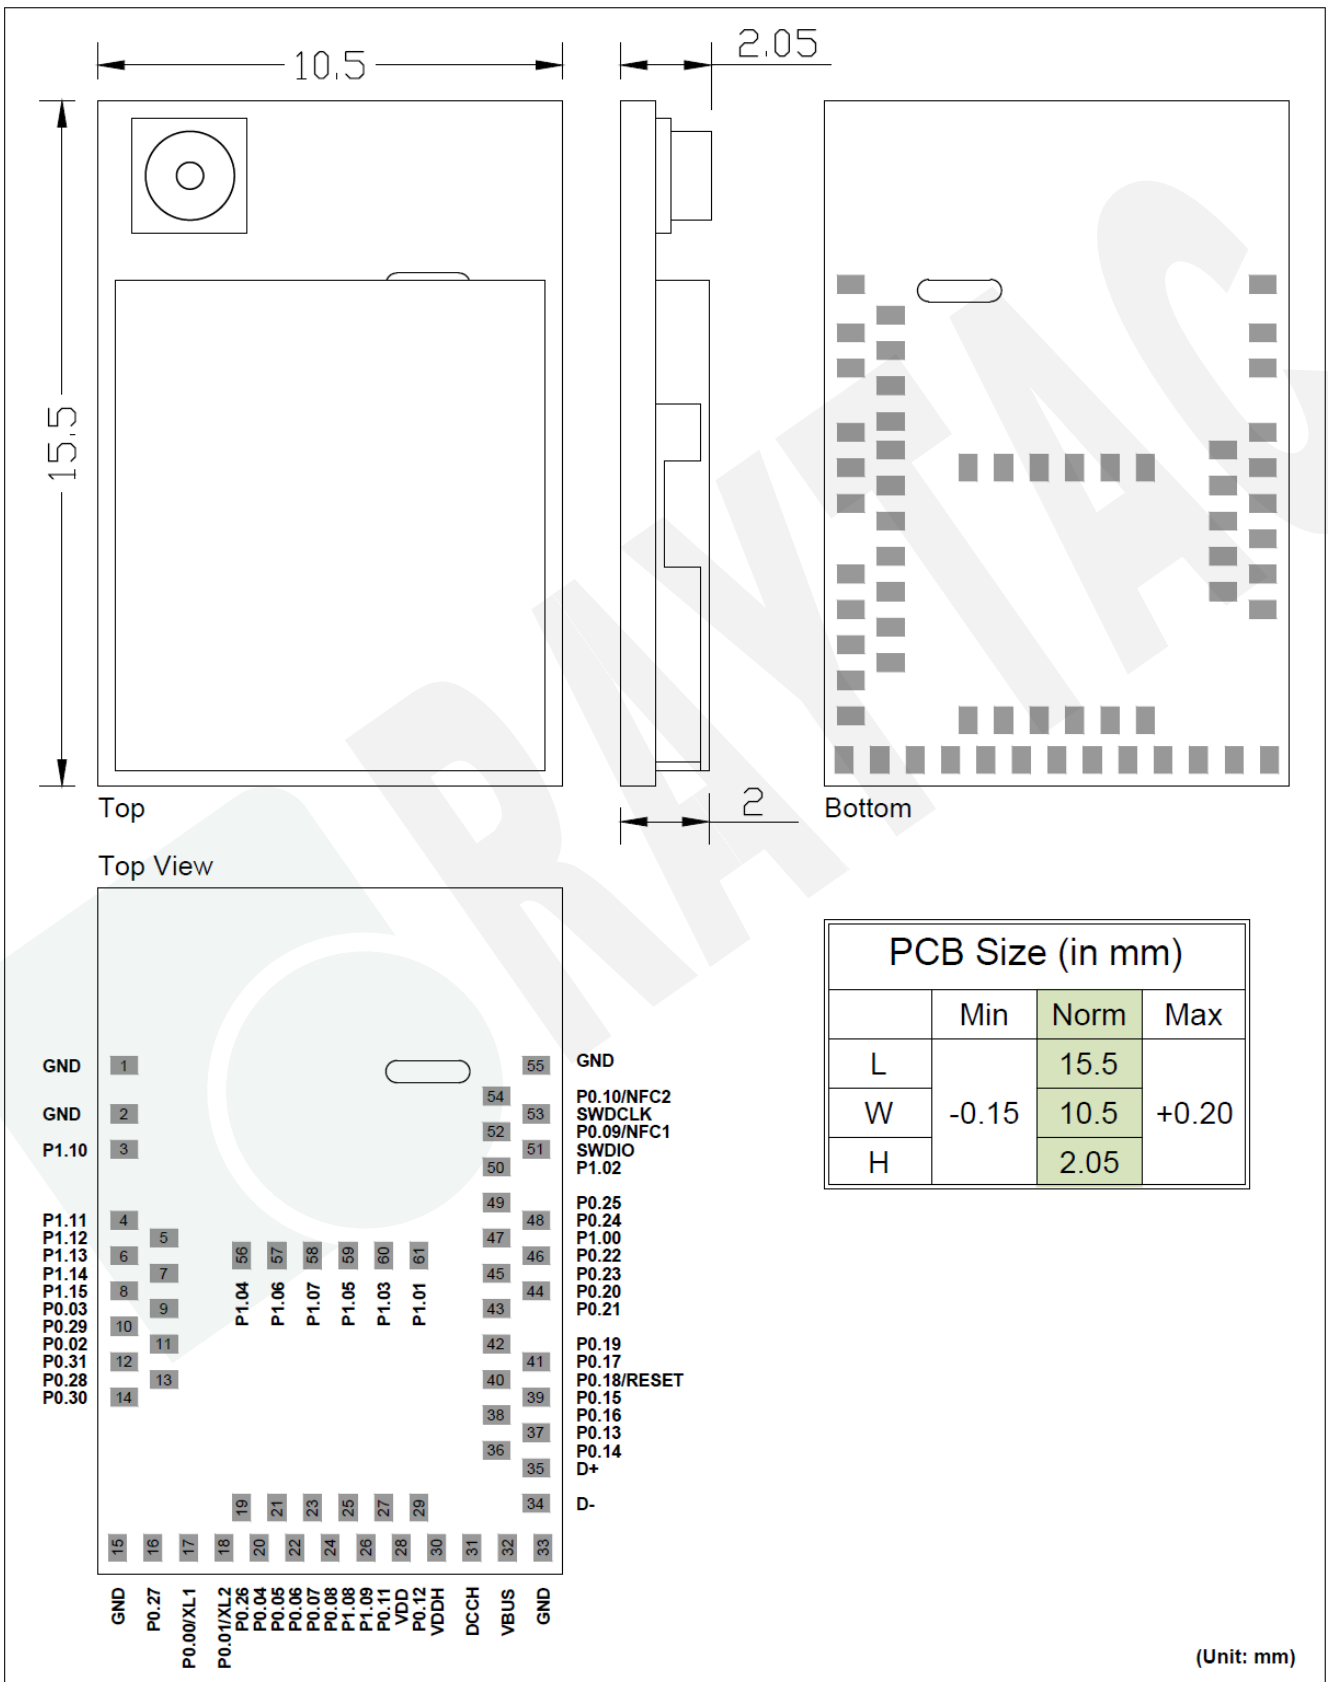 10.5
2.05
15.5
Top
2
Bottom
RAYTAC
Top View
GND 1
GND 2
P1.10 3
P1.11 4
P1.12 5
P1.13 6
P1.14 7
P1.15 8
P0.03 9
P0.29 10
P0.02 11
P0.31 12
P0.28 13
P0.30 14
56 57 58 59 60 61
P1.04 P1.06 P1.07 P1.05 P1.03 P1.01
55 GND
54 P0.10/NFC2
53 SWDCLK
52 P0.09/NFC1
51 SWDIO
50 P1.02
49 P0.25
48 P0.24
47 P1.00
46 P0.22
45 P0.23
44 P0.20
43 P0.21
42 P0.19
41 P0.17
40 P0.18/RESET
39 P0.15
38 P0.16
37 P0.13
36 P0.14
35 D+
34 D-
19 21 23 25 27 29
15 16 17 18 20 22 24 26 28 30 31 32 33
GND P0.27 P0.00/XL1 P0.01/XL2 P0.26 P0.04 P0.05 P0.06 P0.07 P0.08 P1.08 P1.09 P0.11 VDD P0.12 VDDH DCCH VBUS GND
PCB Size (in mm)
Min Norm Max
L 15.5
W -0.15 10.5 +0.20
H 2.05
(Unit: mm)